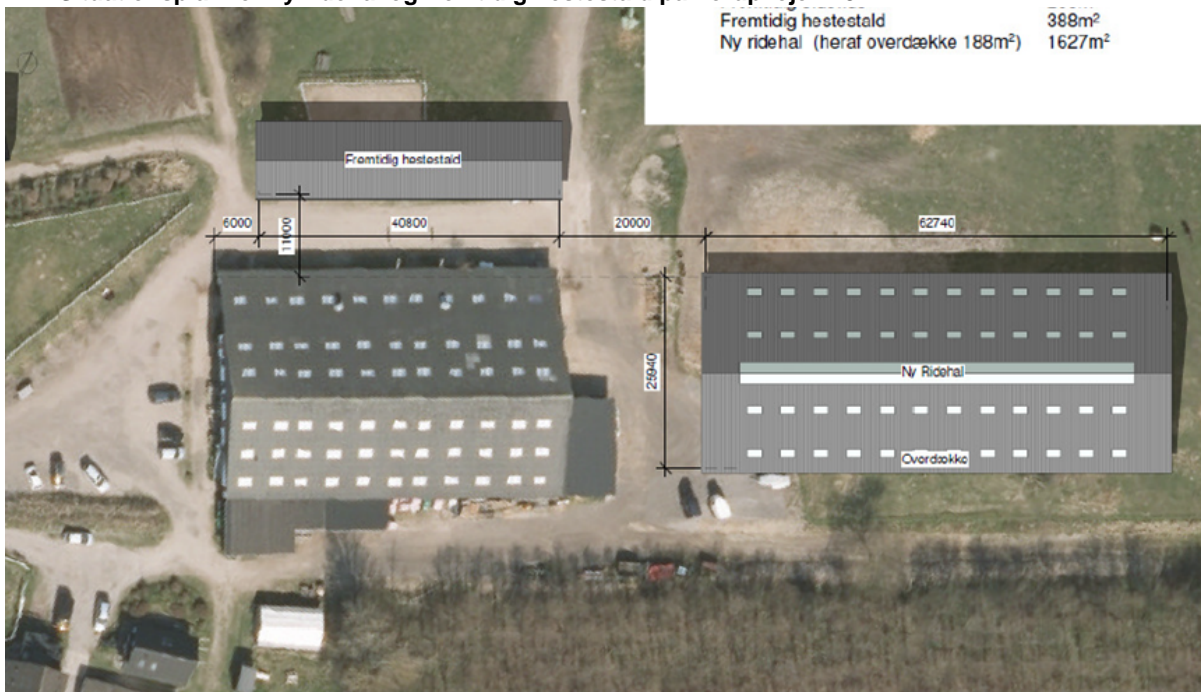 Fremtidig hestestald 388m²
Ny ridehal (heraf overdække 188m²) 1627m²
Fremtidig hestestald
6000
40800
20000
62740
11000
25940
Ny Ridehal
Overdække